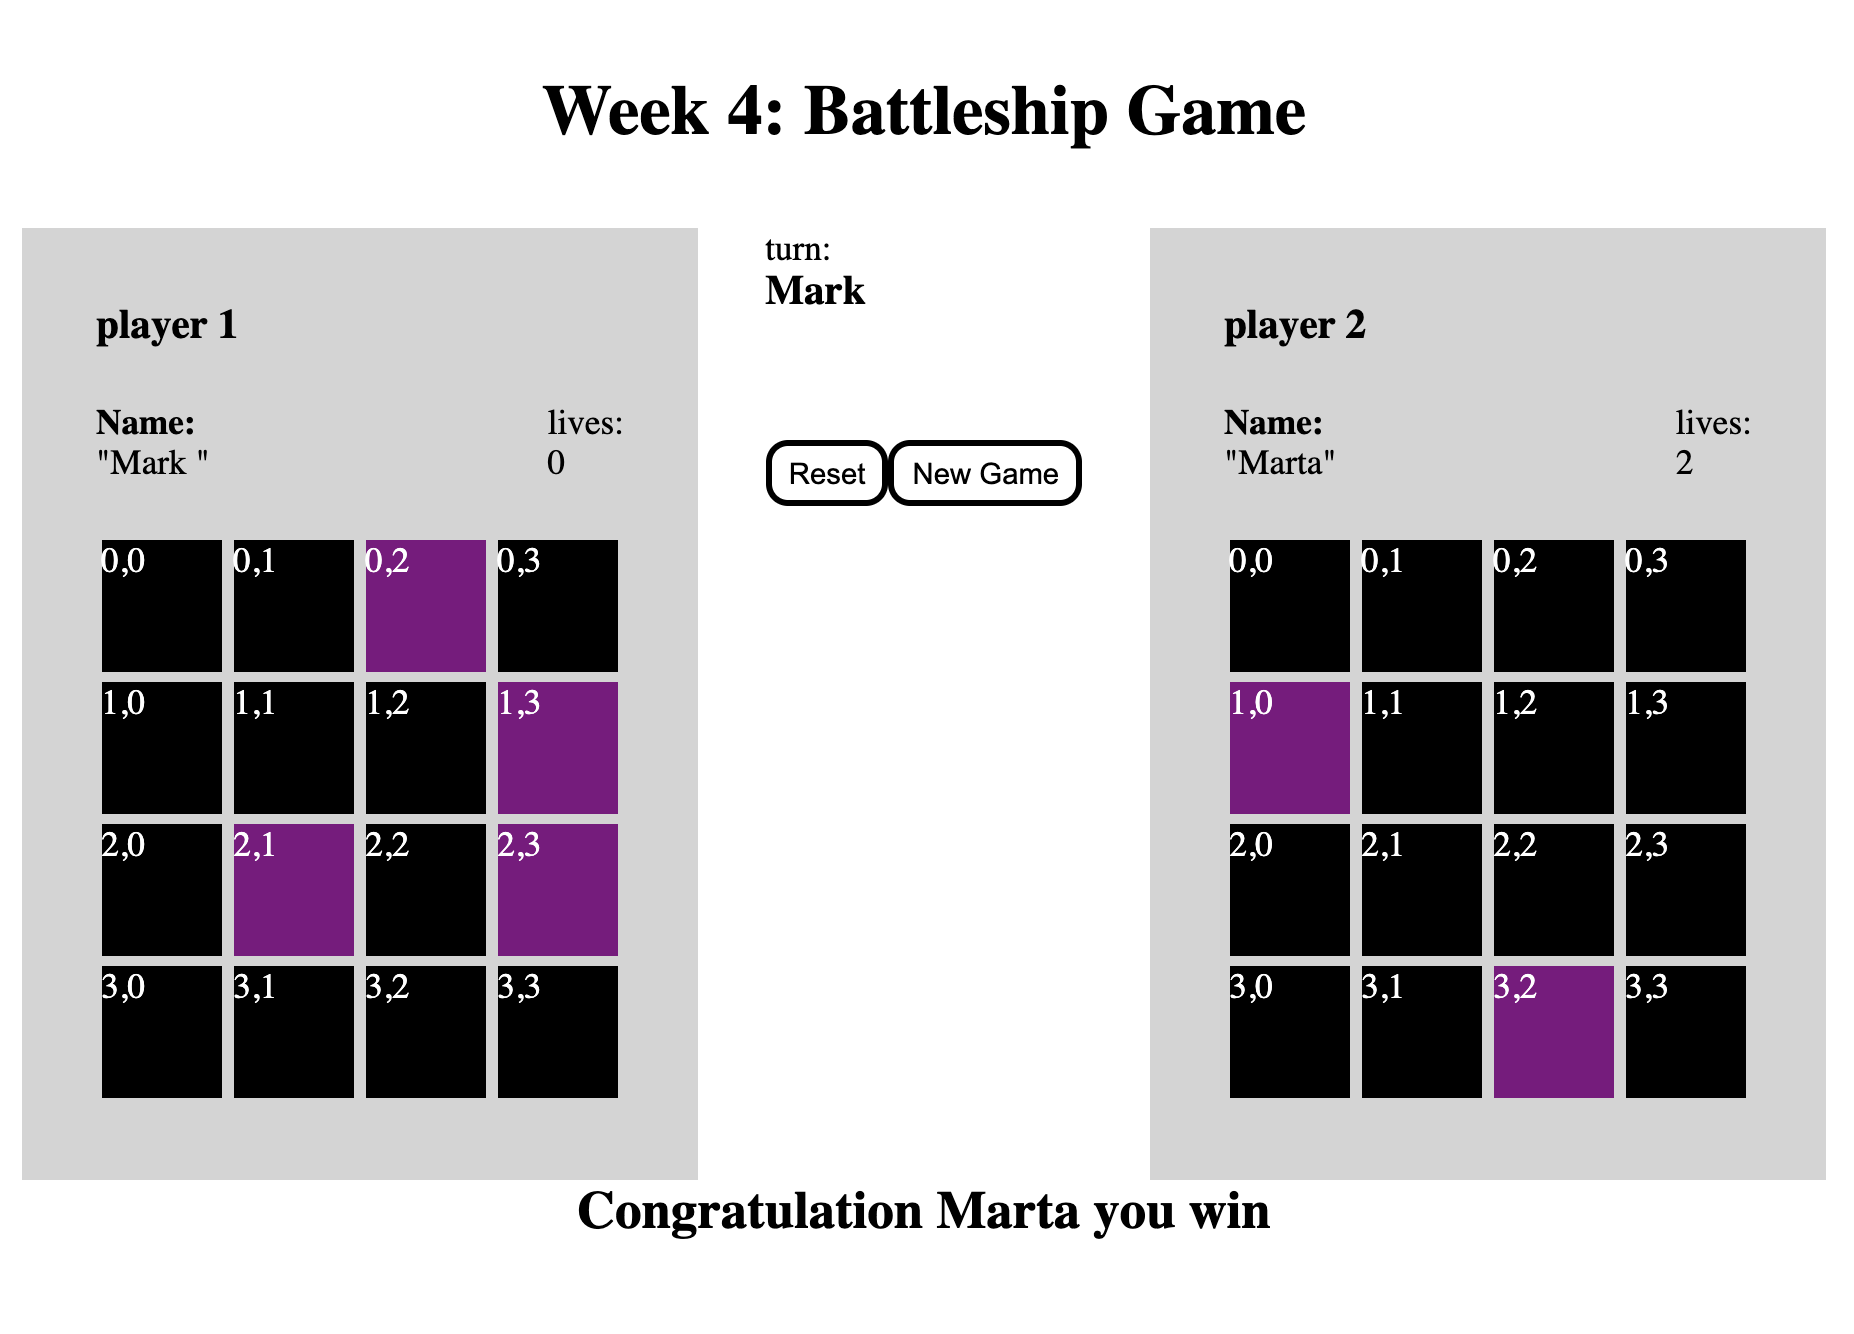 Week 4: Battleship Game
player 1
Name:
"Mark "
lives:
0
0,0 0,1 0,2 0,3
1,0 1,1 1,2 1,3
2,0 2,1 2,2 2,3
3,0 3,1 3,2 3,3
turn:
Mark
Reset New Game
player 2
Name:
"Marta"
lives:
2
0,0 0,1 0,2 0,3
1,0 1,1 1,2 1,3
2,0 2,1 2,2 2,3
3,0 3,1 3,2 3,3
Congratulation Marta you win